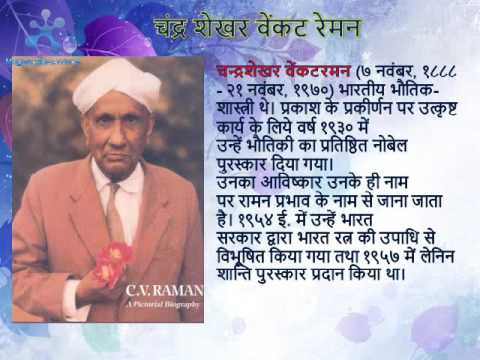 चंद्र शेखर वेंकट रेमन
चन्द्रशेखर वेंकटरमन (७ नवंबर, १८८८
- २१ नवंबर, १९७०) भारतीय भौतिक-
शास्त्री थे। प्रकाश के प्रकीर्णन पर उत्कृष्ट
कार्य के लिये वर्ष १९३० में
उन्हें भौतिकी का प्रतिष्ठित नोबेल
पुरस्कार दिया गया।
उनका आविष्कार उनके ही नाम
पर रामन प्रभाव के नाम से जाना जाता
है। १९५४ ई. में उन्हें भारत
सरकार द्वारा भारत रत्न की उपाधि से
विभूषित किया गया तथा १९५७ में लेनिन
शान्ति पुरस्कार प्रदान किया था।
C.V. RAMAN
A Pictorial Biography